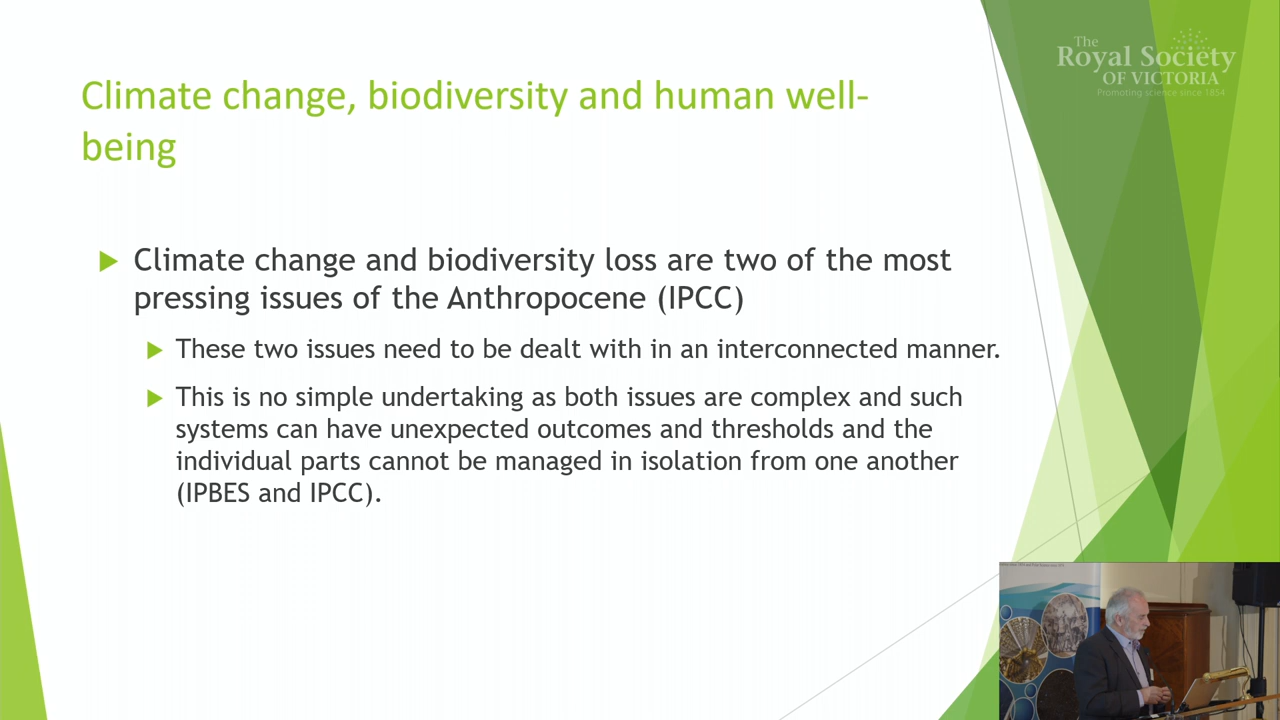 The
Royal Society
OF VICTORIA
Promoting science since 1854
Climate change, biodiversity and human well-
being
Climate change and biodiversity loss are two of the most
pressing issues of the Anthropocene (IPCC)
These two issues need to be dealt with in an interconnected manner.
This is no simple undertaking as both issues are complex and such
systems can have unexpected outcomes and thresholds and the
individual parts cannot be managed in isolation from one another
(IPBES and IPCC).